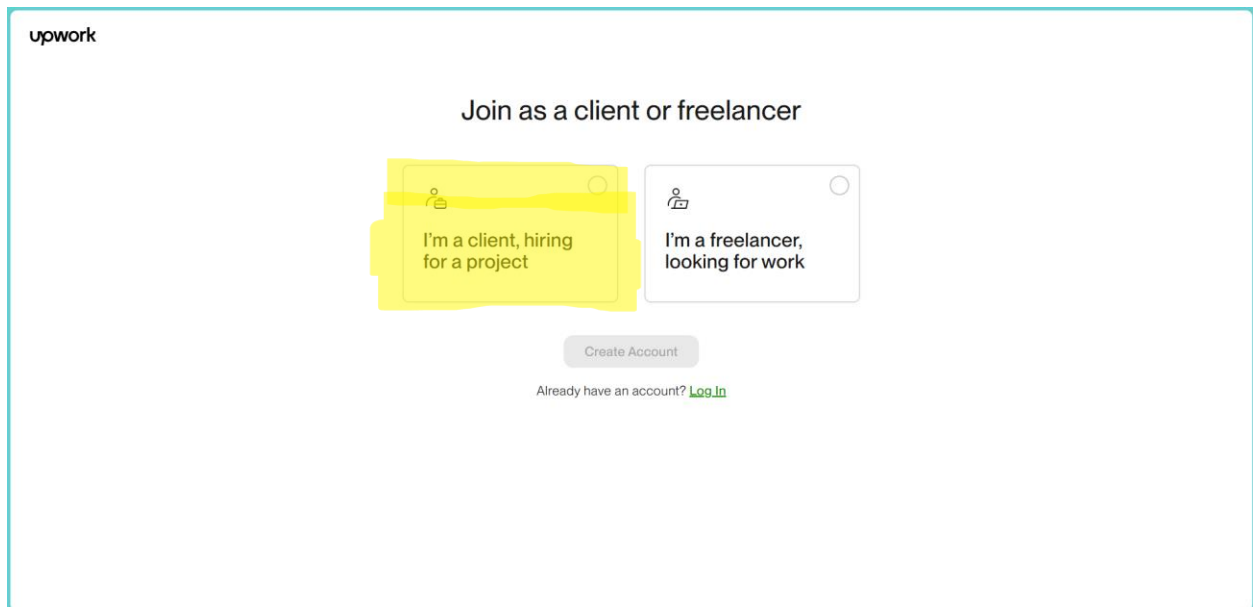 upwork
Join as a client or freelancer
I'm a client, hiring
for a project
I'm a freelancer,
looking for work
Create Account
Already have an account? Log In